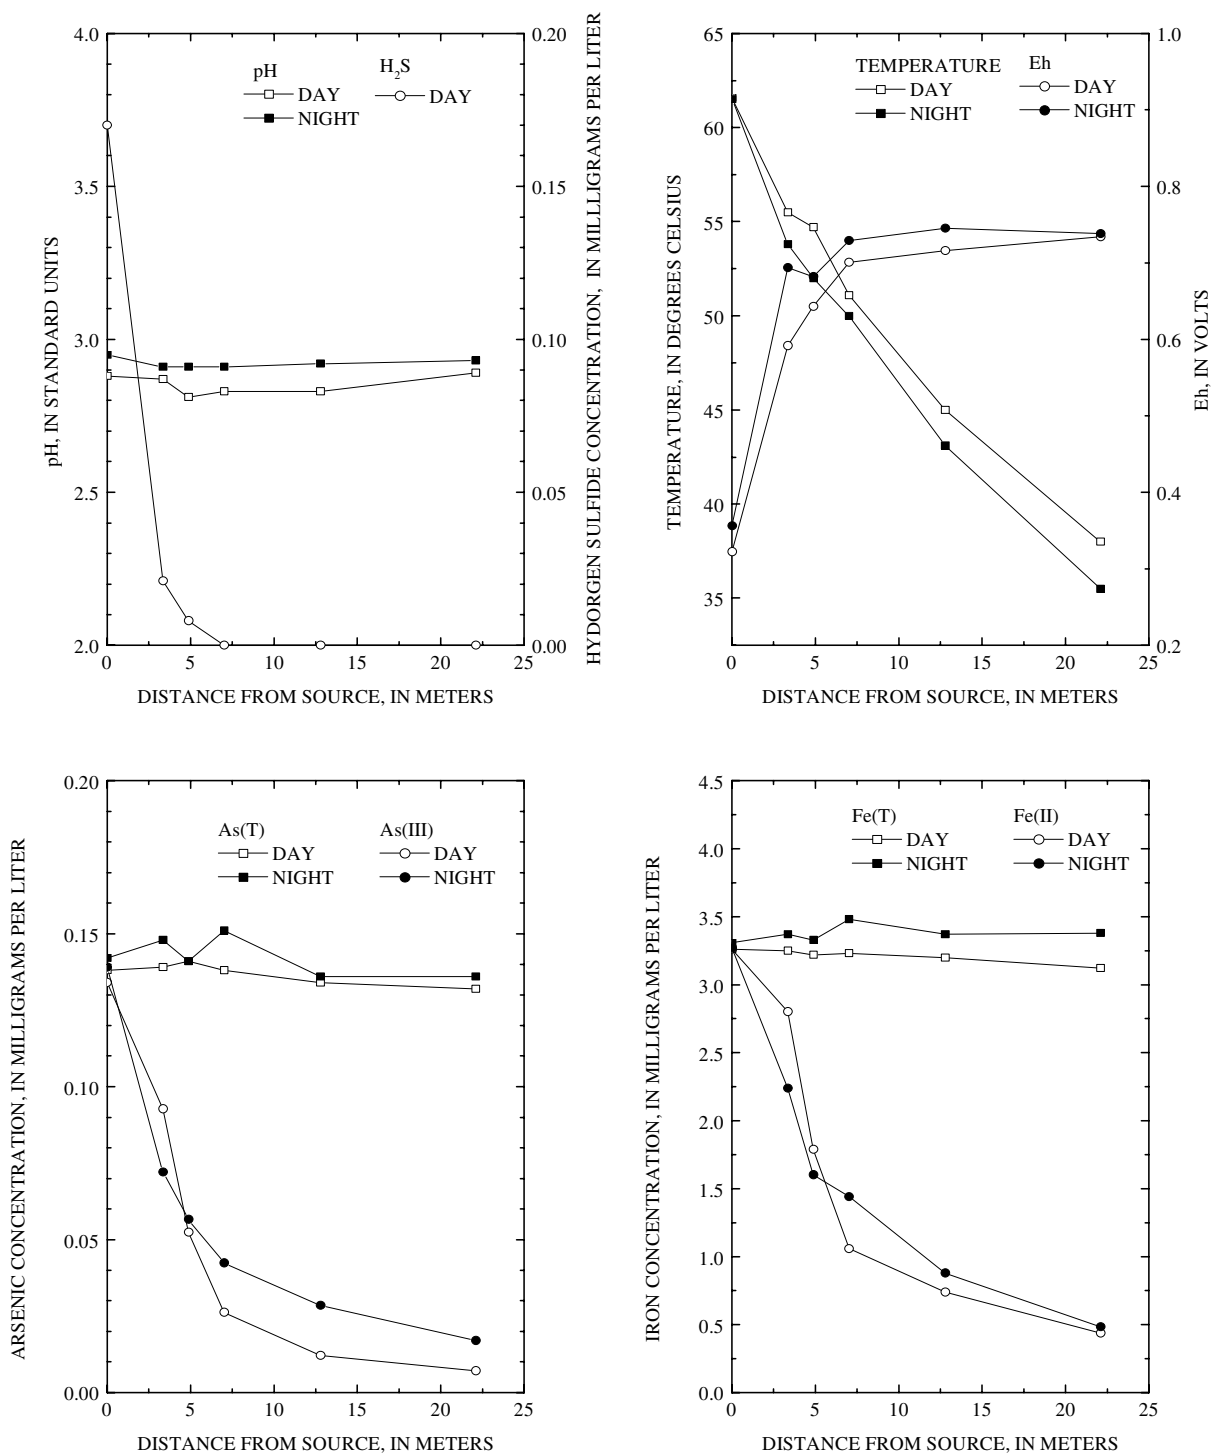 4.0
3.5
3.0
2.5
2.0
pH, IN STANDARD UNITS
pH
DAY
NIGHT
H2S
DAY
0.20
0.15
0.10
0.05
0.00
HYDORGEN SULFIDE CONCENTRATION, IN MILLLIGRAMS PER LITER
0 5 10 15 20 25
DISTANCE FROM SOURCE, IN METERS
65
60
55
50
45
40
35
TEMPERATURE, IN DEGREES CELSIUS
TEMPERATURE
DAY
NIGHT
Eh
DAY
NIGHT
1.0
0.8
0.6
0.4
0.2
Eh, IN VOLTS
0 5 10 15 20 25
DISTANCE FROM SOURCE, IN METERS
0.20
0.15
0.10
0.05
0.00
ARSENIC CONCENTRATION, IN MILLIGRAMS PER LITER
As(T)
DAY
NIGHT
As(III)
DAY
NIGHT
0 5 10 15 20 25
DISTANCE FROM SOURCE, IN METERS
4.5
4.0
3.5
3.0
2.5
2.0
1.5
1.0
0.5
0.0
IRON CONCENTRATION, IN MILLIGRAMS PER LITER
Fe(T)
DAY
NIGHT
Fe(II)
DAY
NIGHT
0 5 10 15 20 25
DISTANCE FROM SOURCE, IN METERS